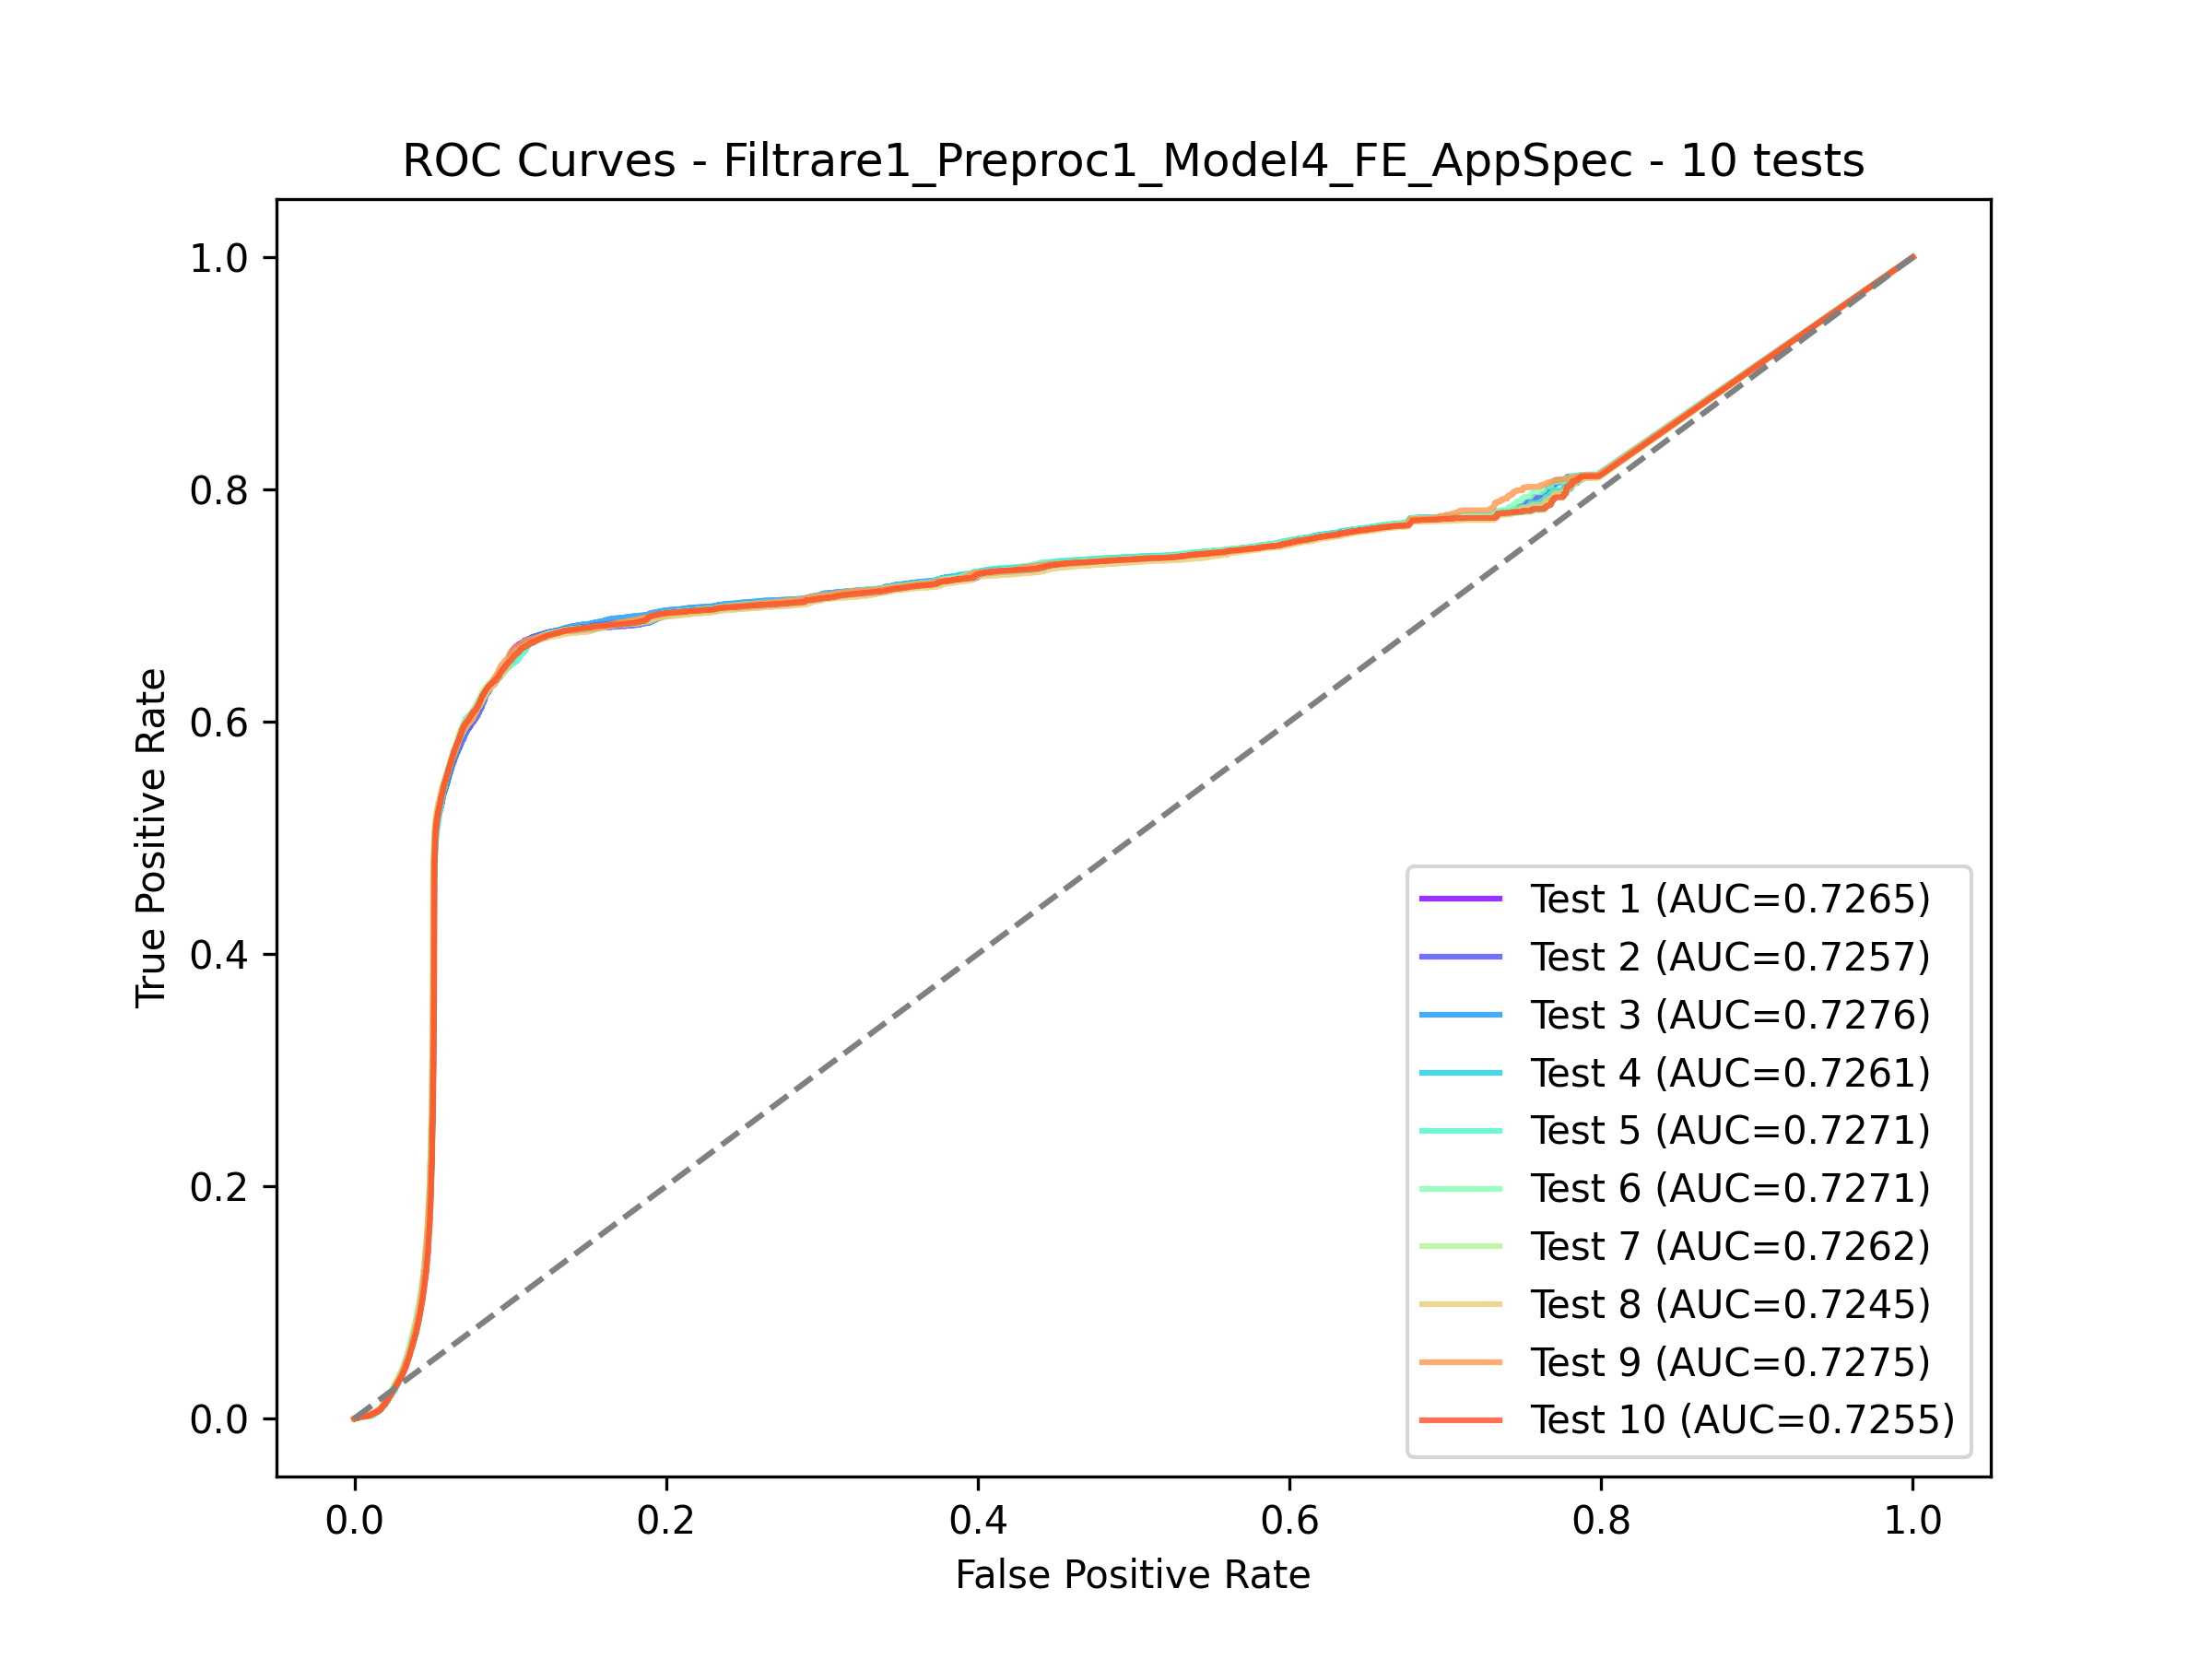 ROC Curves - Filtrare1_Preproc1_Model4_FE_AppSpec - 10 tests
True Positive Rate
1.0
0.8
0.6
0.4
0.2
0.0
Test 1 (AUC=0.7265)
Test 2 (AUC=0.7257)
Test 3 (AUC=0.7276)
Test 4 (AUC=0.7261)
Test 5 (AUC=0.7271)
Test 6 (AUC=0.7271)
Test 7 (AUC=0.7262)
Test 8 (AUC=0.7245)
Test 9 (AUC=0.7275)
Test 10 (AUC=0.7255)
0.0 0.2 0.4 0.6 0.8 1.0
False Positive Rate